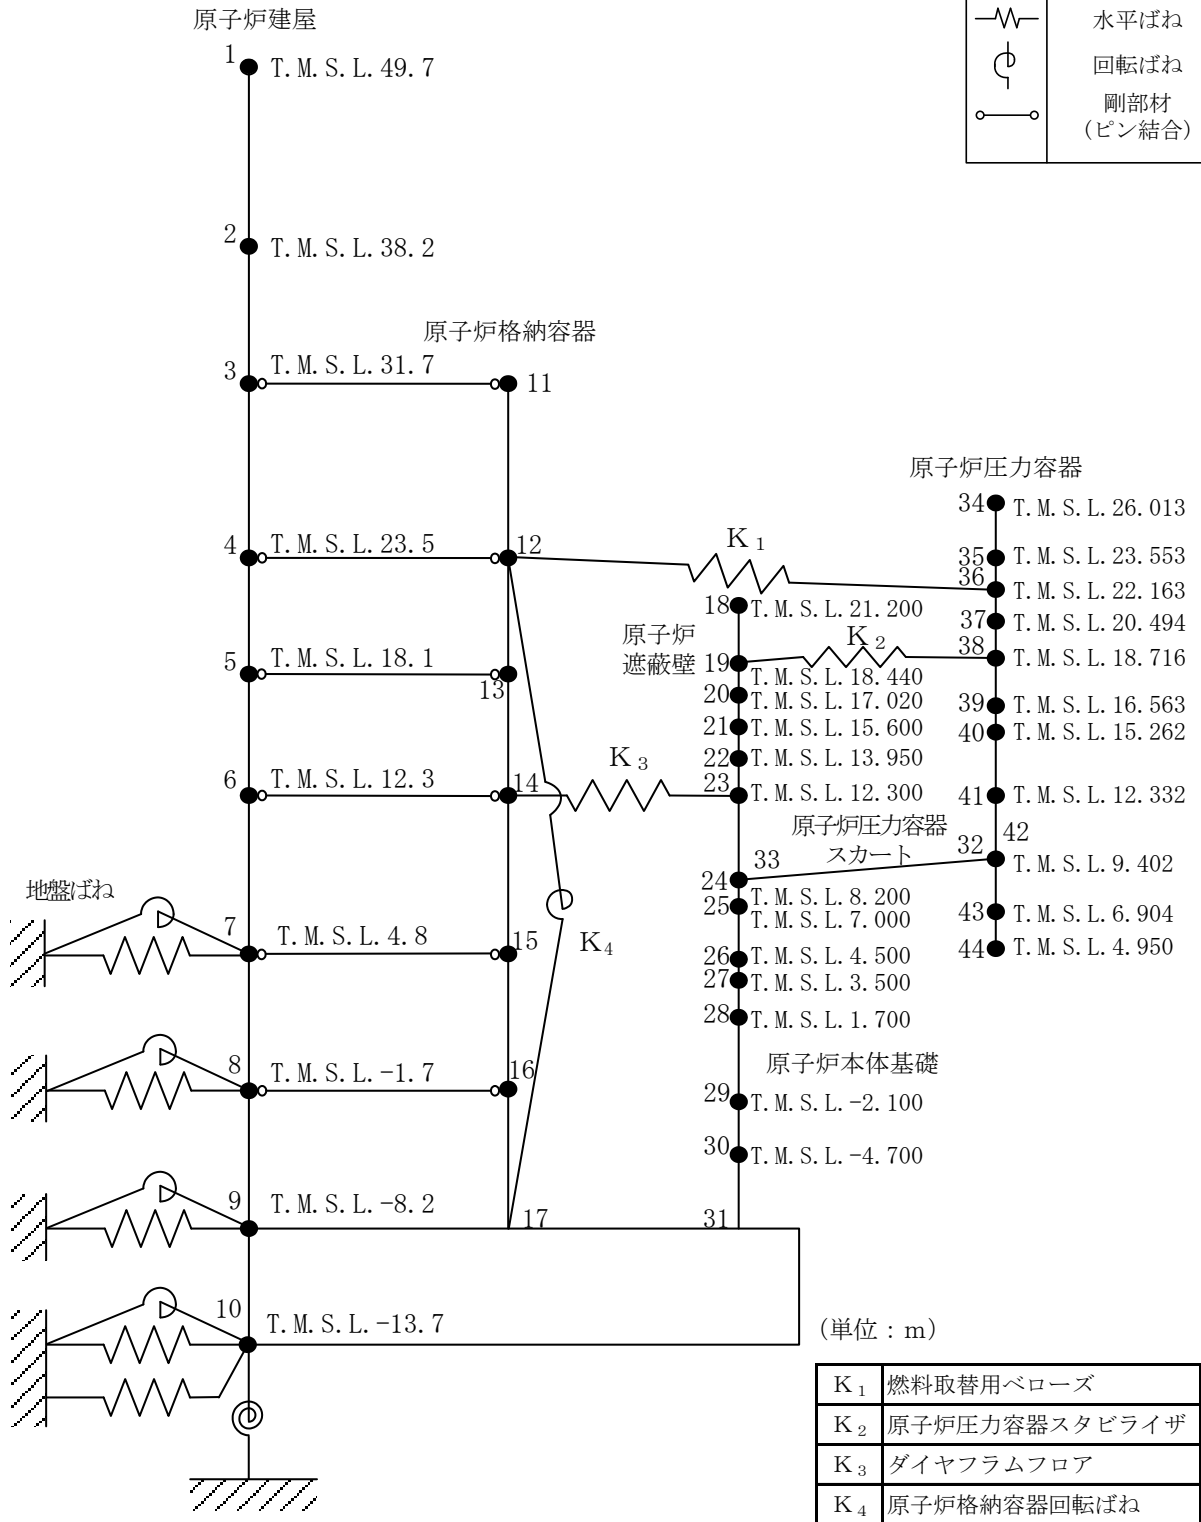 原子炉建屋
1
T.M.S.L.49.7
水平ばね
回転ばね
剛部材
(ピン結合)
2
T.M.S.L.38.2
原子炉格納容器
3
T.M.S.L.31.7
11
原子炉圧力容器
34
T.M.S.L.26.013
4
T.M.S.L.23.5
12
K1
35
T.M.S.L.23.553
36
T.M.S.L.22.163
18
T.M.S.L.21.200
37
T.M.S.L.20.494
原子炉
遮蔽壁
K2
38
T.M.S.L.18.716
5
T.M.S.L.18.1
13
19
T.M.S.L.18.440
20
T.M.S.L.17.020
39
T.M.S.L.16.563
21
T.M.S.L.15.600
40
T.M.S.L.15.262
22
T.M.S.L.13.950
6
T.M.S.L.12.3
14
K3
23
T.M.S.L.12.300
41
T.M.S.L.12.332
原子炉圧力容器
スカート
33
32
42
T.M.S.L.9.402
24
T.M.S.L.8.200
25
T.M.S.L.7.000
43
T.M.S.L.6.904
地盤ばね
7
T.M.S.L.4.8
15
K4
26
T.M.S.L.4.500
44
T.M.S.L.4.950
27
T.M.S.L.3.500
28
T.M.S.L.1.700
8
T.M.S.L.-1.7
16
原子炉本体基礎
29
T.M.S.L.-2.100
30
T.M.S.L.-4.700
9
T.M.S.L.-8.2
17
31
10
T.M.S.L.-13.7
(単位:m)
K1 燃料取替用ベローズ
K2 原子炉圧力容器スタビライザ
K3 ダイヤフラムフロア
K4 原子炉格納容器回転ばね